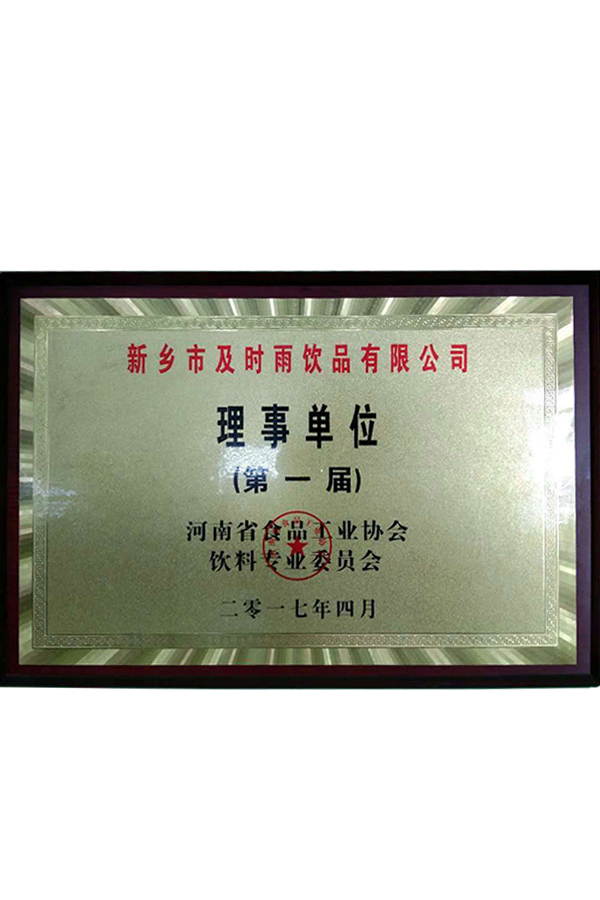 新乡市及时雨饮品有限公司
理事单位
(第一届)
河南省食品工业协会
饮料专业委员会
二零一七年四月